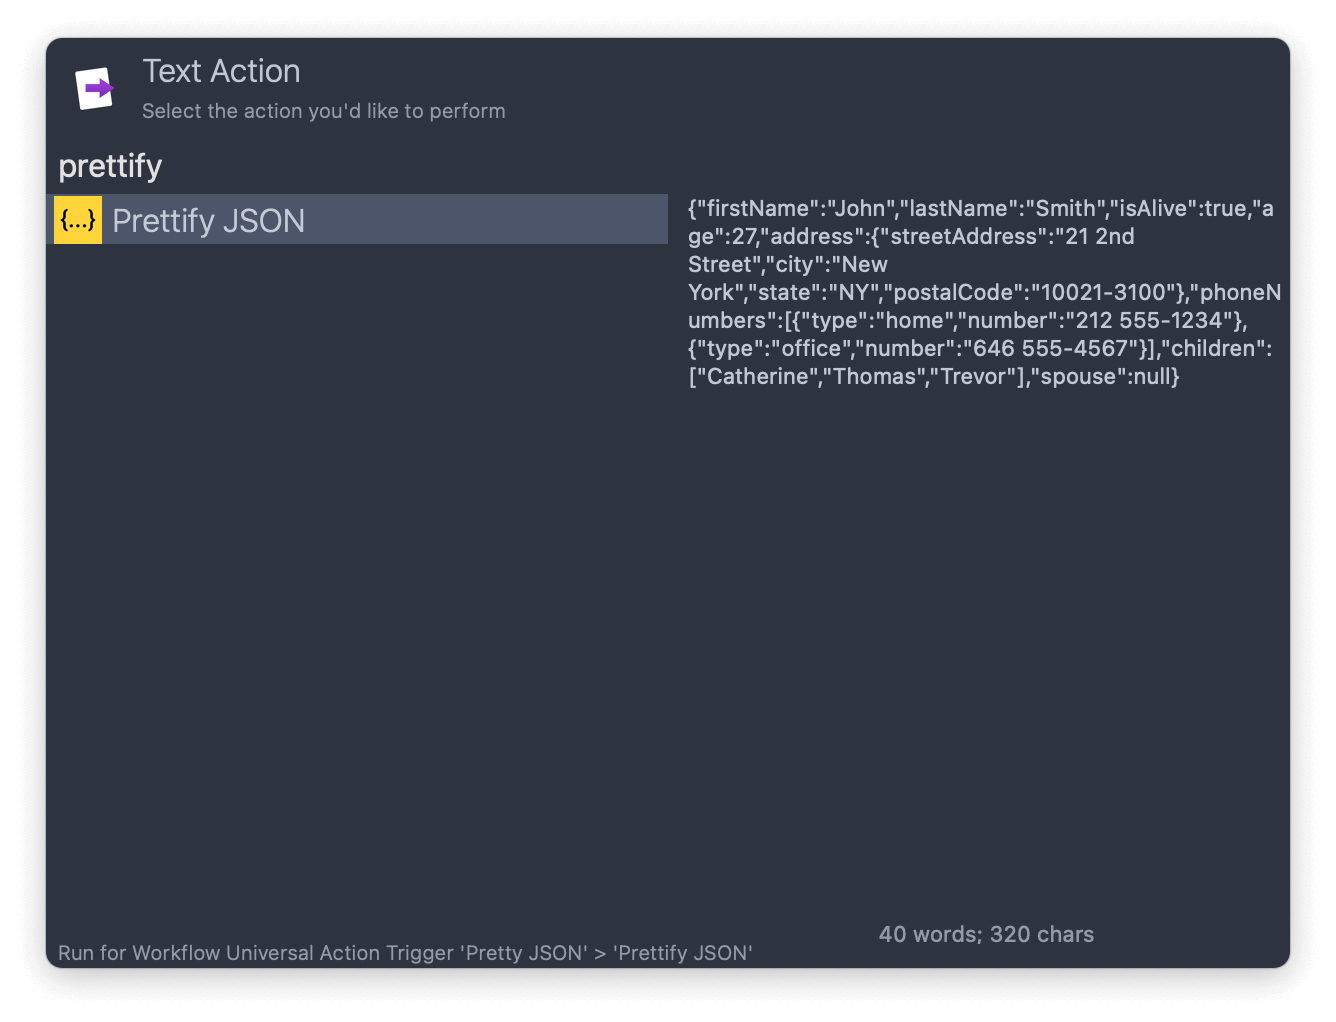 Text Action
Select the action you'd like to perform
prettify
{...} Prettify JSON
{"firstName":"John","lastName":"Smith","isAlive":true,"a
ge":27,"address":{"streetAddress":"21 2nd
Street","city":"New
York","state":"NY","postalCode":"10021-3100"},"phoneN
umbers":[{"type":"home","number":"212 555-1234"},
{"type":"office","number":"646 555-4567"}],"children":
["Catherine","Thomas","Trevor"],"spouse":null}
40 words; 320 chars
Run for Workflow Universal Action Trigger 'Pretty JSON' > 'Prettify JSON'